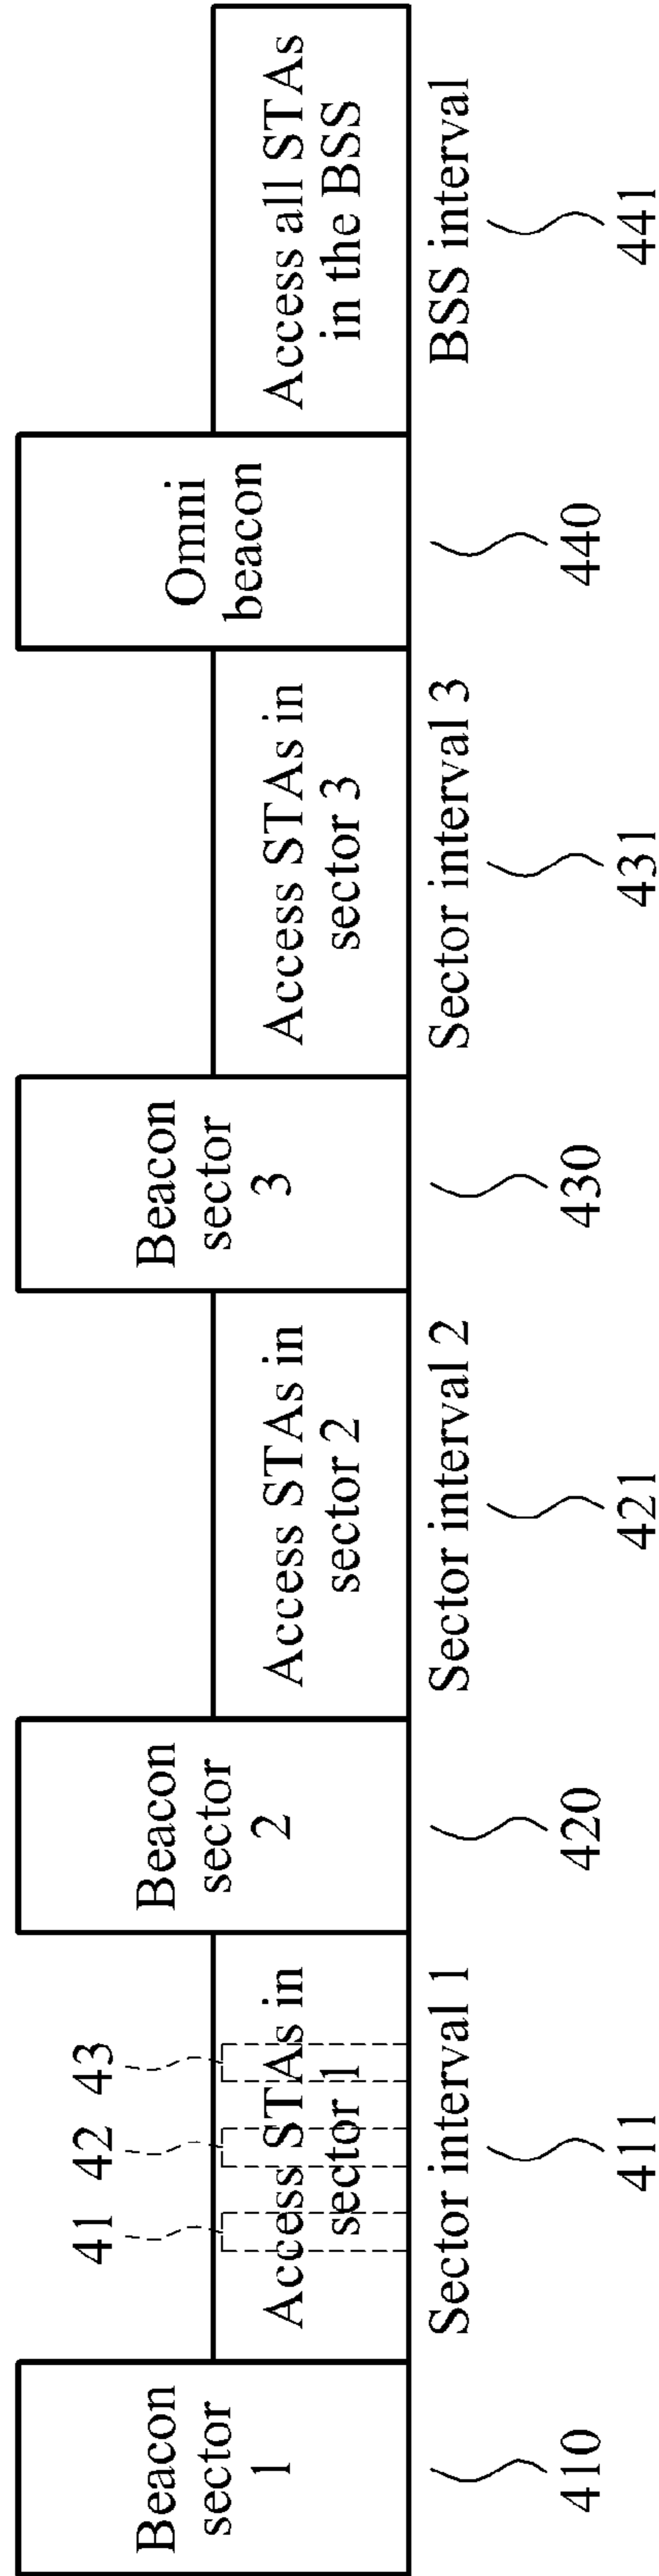 41
42
43
Beacon
sector
1
Access STAs in
sector 1
Beacon
sector
2
Access STAs in
sector 2
Beacon
sector
3
Access STAs in
sector 3
Omni
beacon
Access all STAs
in the BSS
Sector interval 1
Sector interval 2
Sector interval 3
BSS interval
410
411
420
421
430
431
440
441